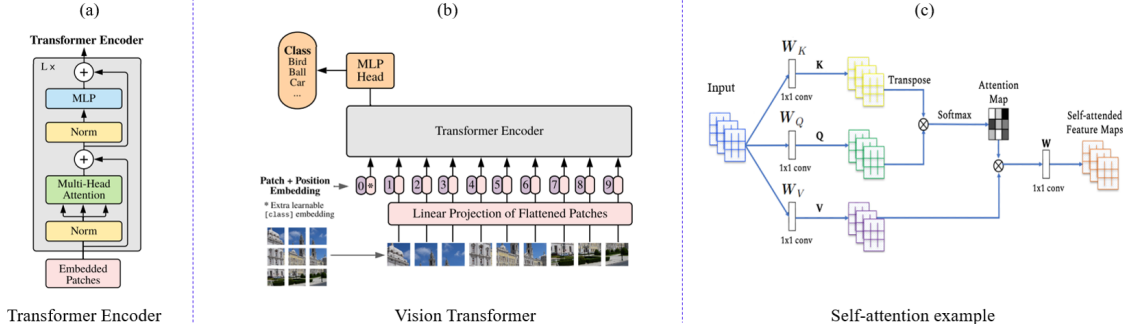 (a)
Transformer Encoder
L ×
+
MLP
Norm
+
Multi-Head
Attention
Norm
Embedded
Patches
Transformer Encoder
(b)
Class
Bird
Ball
Car
...
MLP
Head
Transformer Encoder
Patch + Position
Embedding
* Extra learnable
[class] embedding
0 * 1 2 3 4 5 6 7 8 9
Linear Projection of Flattened Patches
Vision Transformer
(c)
Input
W_K
K
1x1 conv
Transpose
W_Q
Q
1x1 conv
W_V
V
1x1 conv
Softmax
Attention
Map
W
1x1 conv
Self-attended
Feature Maps
Self-attention example